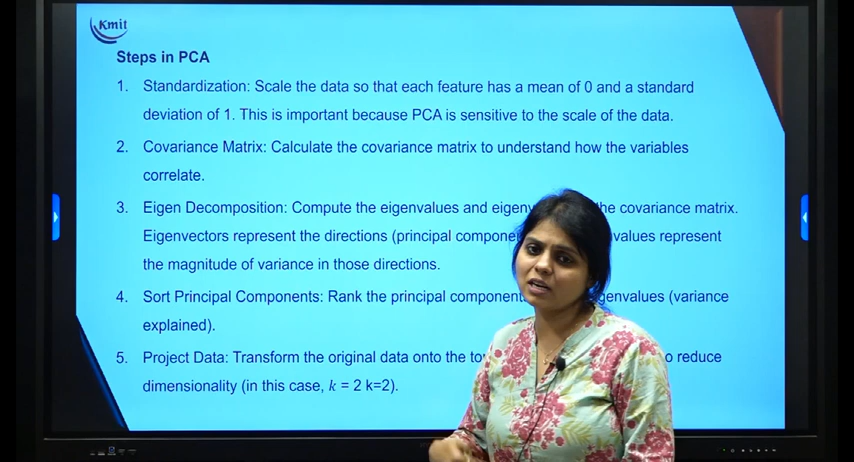 Kmit
Steps in PCA
1. Standardization: Scale the data so that each feature has a mean of 0 and a standard
deviation of 1. This is important because PCA is sensitive to the scale of the data.
2. Covariance Matrix: Calculate the covariance matrix to understand how the variables
correlate.
3. Eigen Decomposition: Compute the eigenvalues and eigenv he covariance matrix.
Eigenvectors represent the directions (principal compone values represent
the magnitude of variance in those directions.
4. Sort Principal Components: Rank the principal component genvalues (variance
explained).
5. Project Data: Transform the original data onto the to o reduce
dimensionality (in this case, k = 2 k=2).